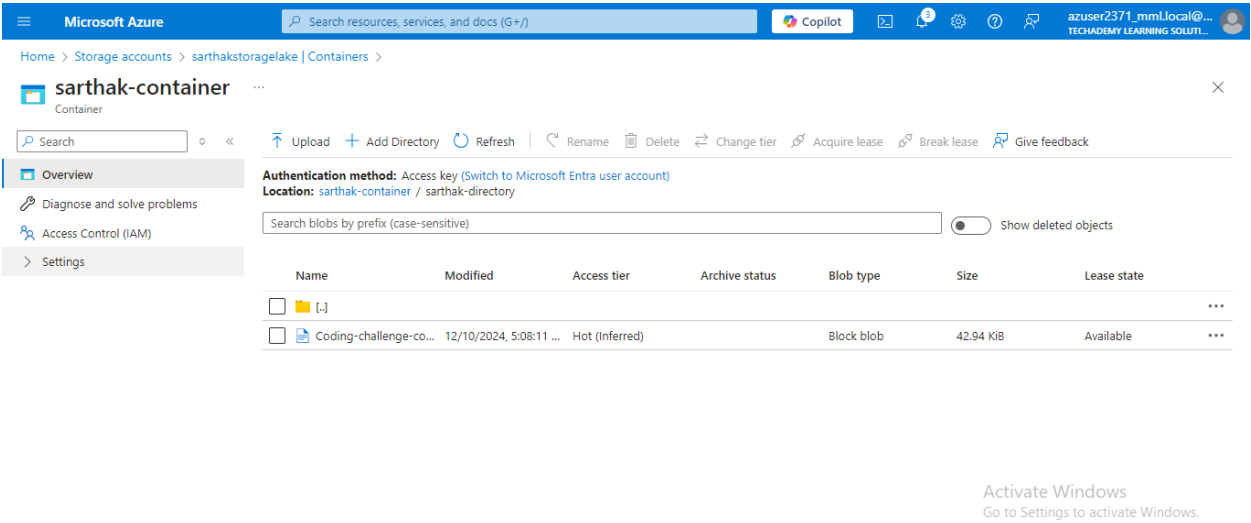 Microsoft Azure
Search resources, services, and docs (G+/)
Copilot
3
azuser2371_mml.local@...
TECHADEMY LEARNING SOLUTI...
Home > Storage accounts > sarthakstoragelake | Containers >
sarthak-container ...
Container
Search
Upload Add Directory Refresh Rename Delete Change tier Acquire lease Break lease Give feedback
Overview
Diagnose and solve problems
Access Control (IAM)
Settings
Authentication method: Access key (Switch to Microsoft Entra user account)
Location: sarthak-container / sarthak-directory
Search blobs by prefix (case-sensitive)
Show deleted objects
Name Modified Access tier Archive status Blob type Size Lease state
[..]
Coding-challenge-co... 12/10/2024, 5:08:11 ... Hot (Inferred) Block blob 42.94 KiB Available
Activate Windows
Go to Settings to activate Windows.